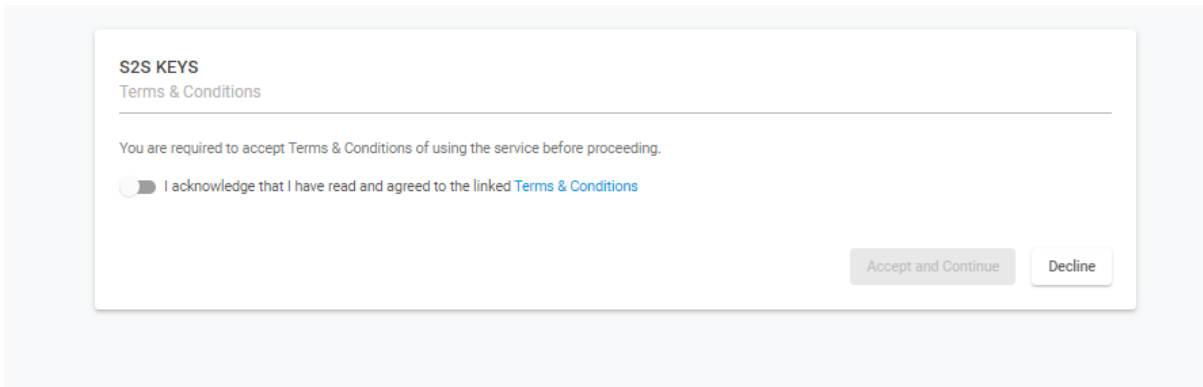 S2S KEYS
Terms & Conditions
You are required to accept Terms & Conditions of using the service before proceeding.
I acknowledge that I have read and agreed to the linked Terms & Conditions
Accept and Continue Decline